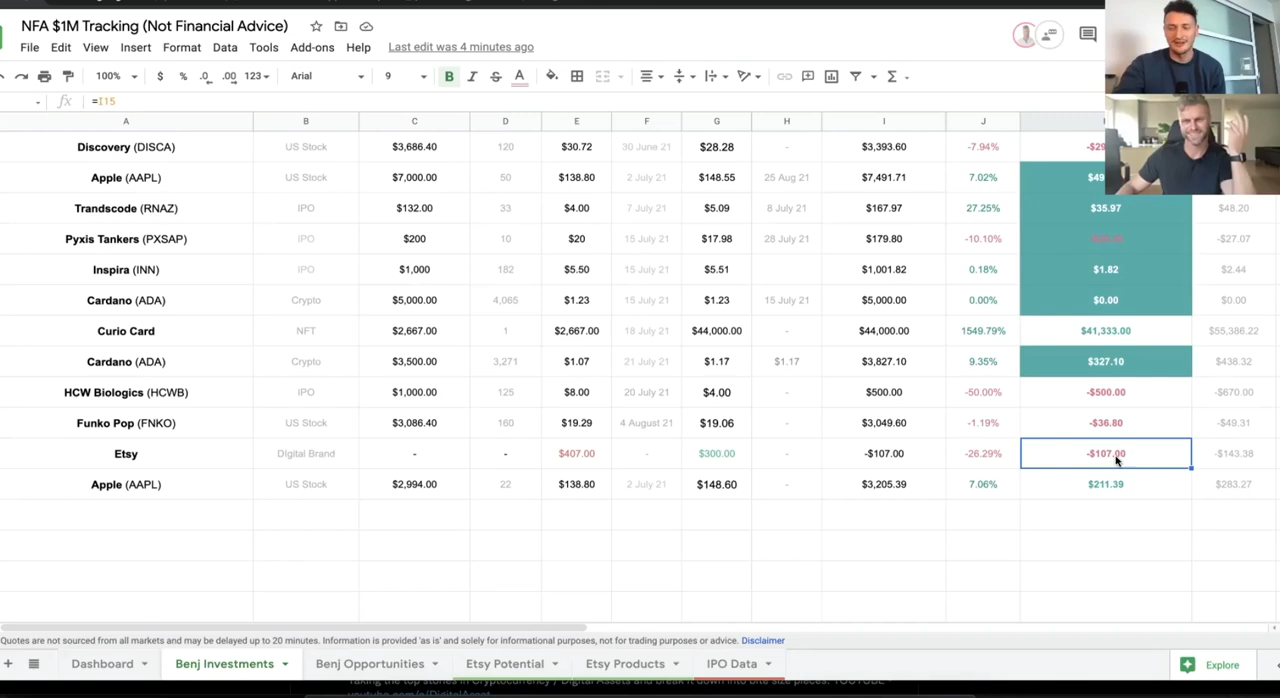 NFA $1M Tracking (Not Financial Advice)
File Edit View Insert Format Data Tools Add-ons Help Last edit was 4 minutes ago
100% $ % .0 .00 123 Arial 9 B I S A
fx =I15
A B C D E F G H I J
Discovery (DISCA) US Stock $3,686.40 120 $30.72 30 June 21 $28.28 - $3,393.60 -7.94%
Apple (AAPL) US Stock $7,000.00 50 $138.80 2 July 21 $148.55 25 Aug 21 $7,491.71 7.02%
Trandscode (RNAZ) IPO $132.00 33 $4.00 7 July 21 $5.09 8 July 21 $167.97 27.25% $35.97 $48.20
Pyxis Tankers (PXSAP) IPO $200 10 $20 15 July 21 $17.98 28 July 21 $179.80 -10.10% -$27.07
Inspira (INN) IPO $1,000 182 $5.50 15 July 21 $5.51 $1,001.82 0.18% $1.82 $2.44
Cardano (ADA) Crypto $5,000.00 4,065 $1.23 15 July 21 $1.23 15 July 21 $5,000.00 0.00% $0.00 $0.00
Curio Card NFT $2,667.00 1 $2,667.00 18 July 21 $44,000.00 - $44,000.00 1549.79% $41,333.00 $55,386.22
Cardano (ADA) Crypto $3,500.00 3,271 $1.07 21 July 21 $1.17 $1.17 $3,827.10 9.35% $327.10 $438.32
HCW Biologics (HCWB) IPO $1,000.00 125 $8.00 20 July 21 $4.00 - $500.00 -50.00% -$500.00 -$670.00
Funko Pop (FNKO) US Stock $3,086.40 160 $19.29 4 August 21 $19.06 - $3,049.60 -1.19% -$36.80 -$49.31
Etsy Digital Brand - - $407.00 - $300.00 - -$107.00 -26.29% -$107.00 -$143.38
Apple (AAPL) US Stock $2,994.00 22 $138.80 2 July 21 $148.60 - $3,205.39 7.06% $211.39 $283.27
Quotes are not sourced from all markets and may be delayed up to 20 minutes. Information is provided 'as is' and solely for informational purposes, not for trading purposes or advice. Disclaimer
+ Dashboard Benj Investments Benj Opportunities Etsy Potential Etsy Products IPO Data Explore